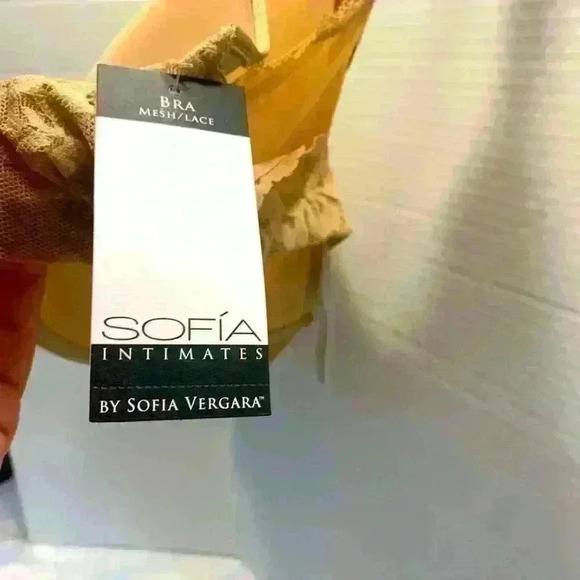 BRA
MESH/LACE
SOFÍA
INTIMATES
BY SOFIA VERGARA™